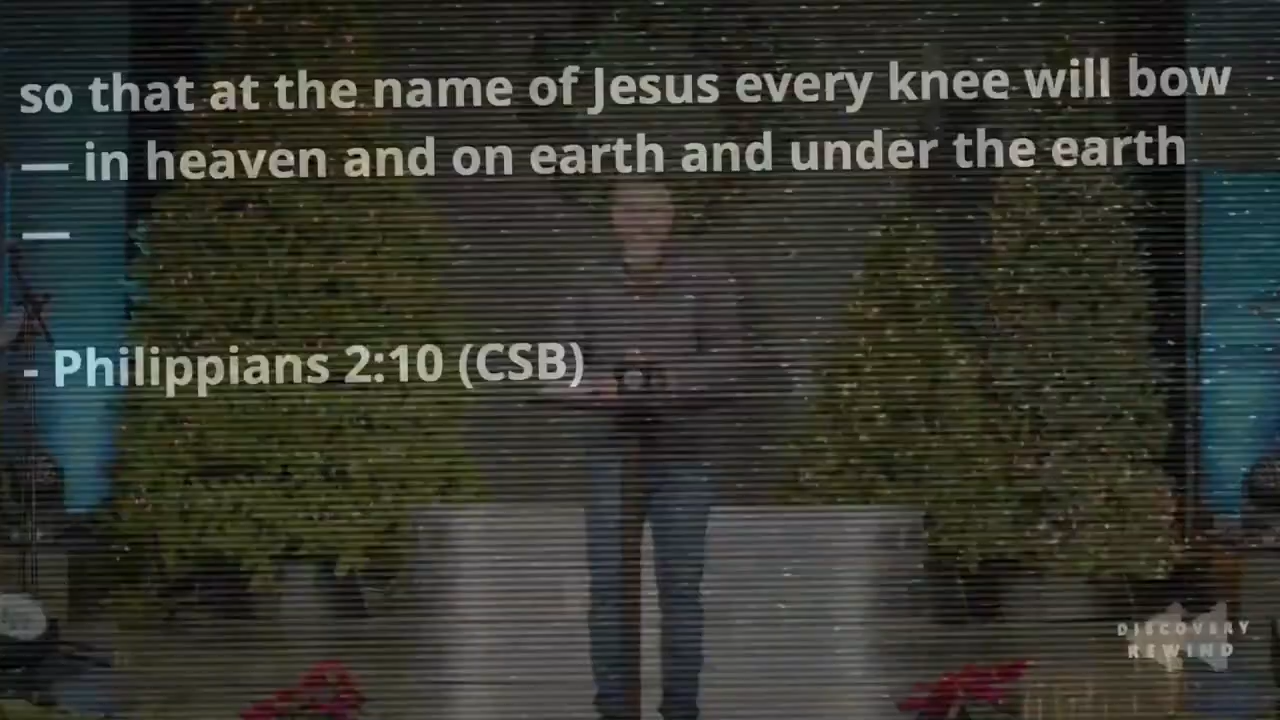 so that at the name of Jesus every knee will bow
— in heaven and on earth and under the earth
—
- Philippians 2:10 (CSB)
DISCOVERY
REWIND